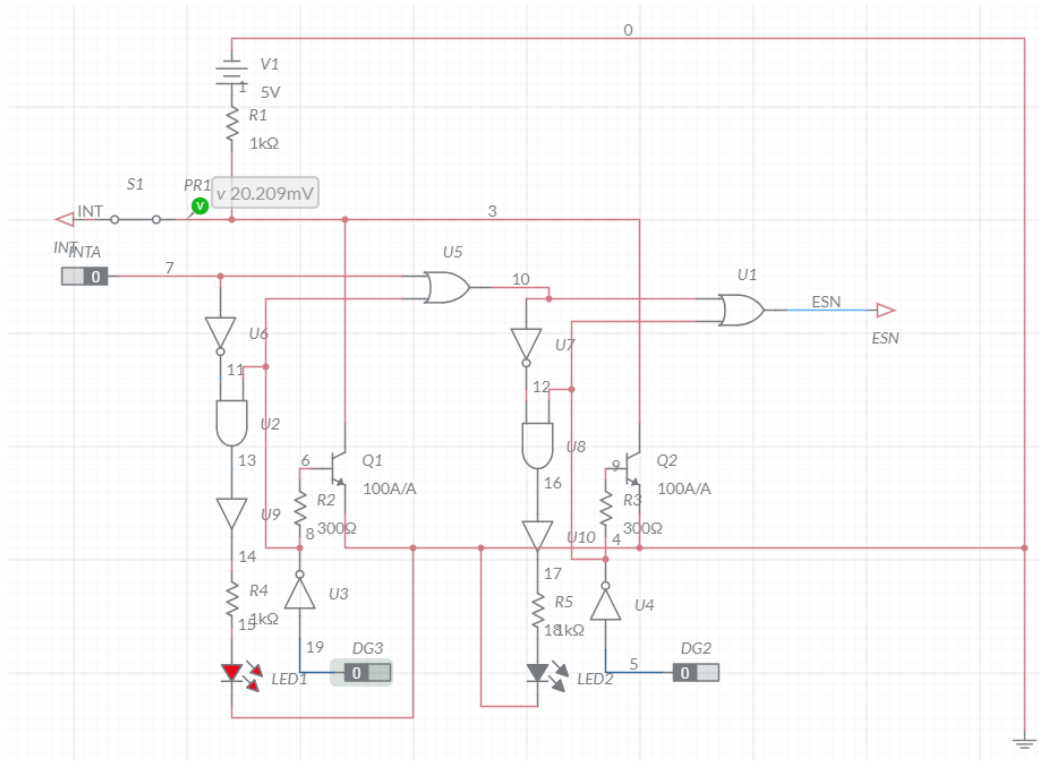 0
V1
1
5V
R1
1kΩ
S1
PR1
V
v 20.209mV
INT
3
INT
INTA
0
7
U5
10
U1
ESN
ESN
U6
U7
11
12
U2
U8
13
6
Q1
100A/A
9
Q2
100A/A
16
R2
300Ω
R3
300Ω
U9
8
U10
4
14
17
R4
1kΩ
15
U3
R5
1kΩ
18
U4
19
DG3
0
5
DG2
0
LED1
LED2